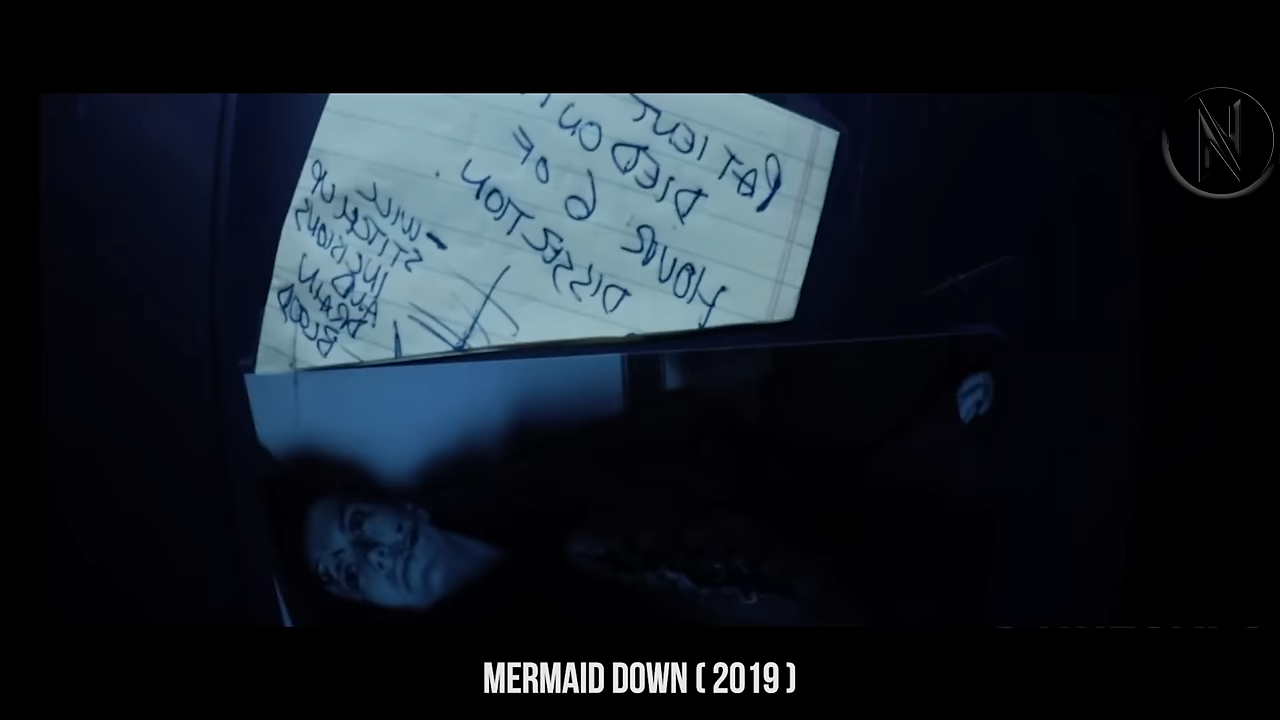 PATIENT
DIED ON
HOUR 6 OF
DISSECTION.
- WILL
STITCH UP
INCISIONS
AND
DRAIN
BLOOD
N
MERMAID DOWN ( 2019 )